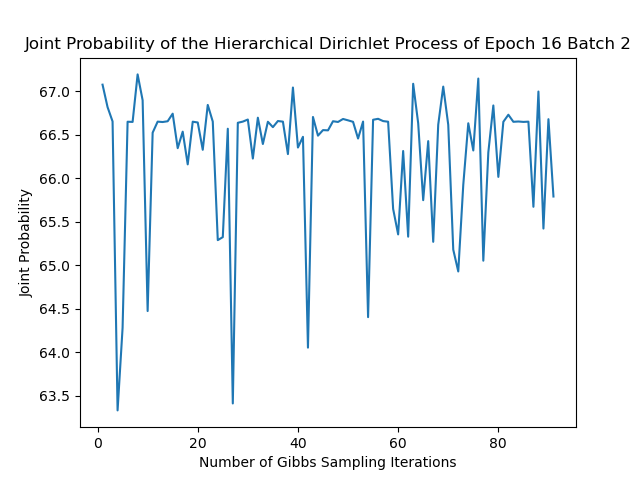 Joint Probability of the Hierarchical Dirichlet Process of Epoch 16 Batch 2
67.0
66.5
66.0
65.5
65.0
64.5
64.0
63.5
Joint Probability
0 20 40 60 80
Number of Gibbs Sampling Iterations